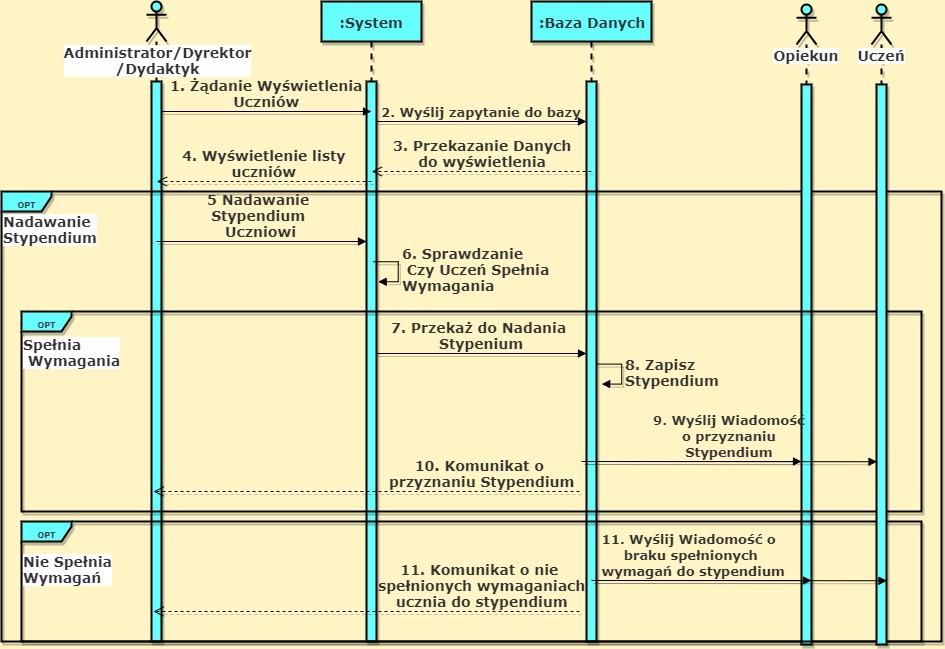 :System
:Baza Danych
Administrator/Dyrektor
/Dydaktyk
Opiekun
Uczeń
1. Żądanie Wyświetlenia
Uczniów
2. Wyślij zapytanie do bazy
3. Przekazanie Danych
do wyświetlenia
4. Wyświetlenie listy
uczniów
OPT
Nadawanie
Stypendium
5 Nadawanie
Stypendium
Uczniowi
6. Sprawdzanie
Czy Uczeń Spełnia
Wymagania
OPT
Spełnia
Wymagania
7. Przekaż do Nadania
Stypenium
8. Zapisz
Stypendium
9. Wyślij Wiadomość
o przyznaniu
Stypendium
10. Komunikat o
przyznaniu Stypendium
OPT
Nie Spełnia
Wymagań
11. Wyślij Wiadomość o
braku spełnionych
wymagań do stypendium
11. Komunikat o nie
spełnionych wymaganiach
ucznia do stypendium